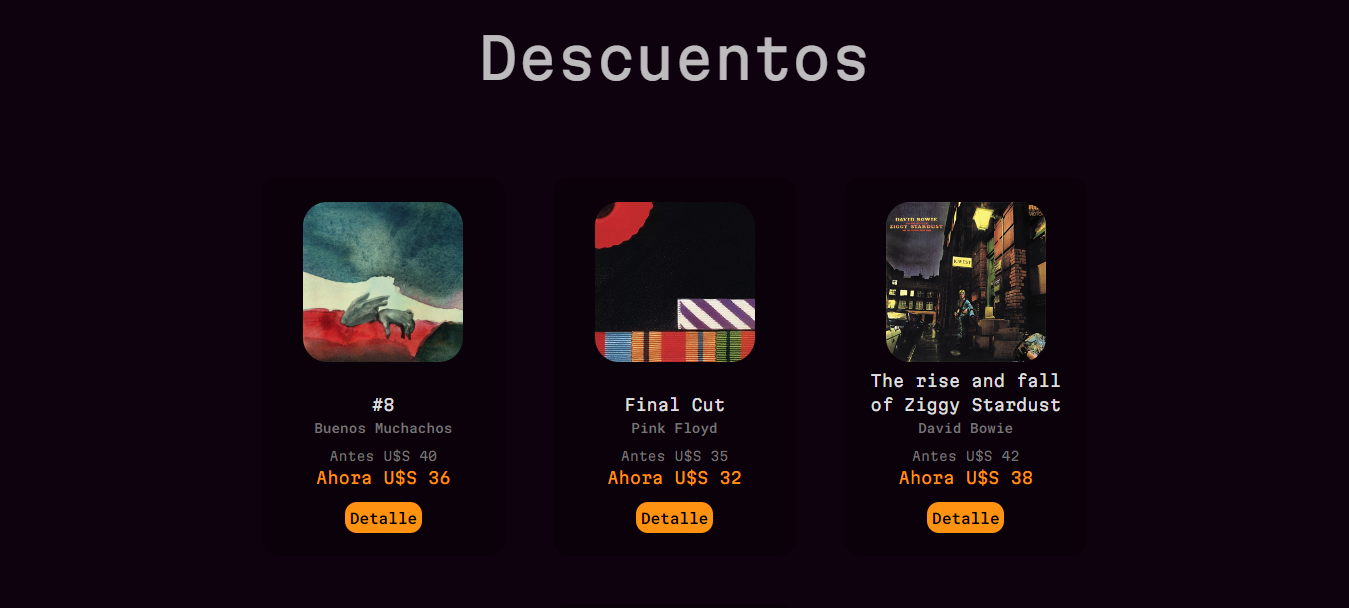 Descuentos
DAVID BOWIE
ZIGGY STARDUST
K.WEST
#8
Buenos Muchachos
Antes U$S 40
Ahora U$S 36
Detalle
Final Cut
Pink Floyd
Antes U$S 35
Ahora U$S 32
Detalle
The rise and fall
of Ziggy Stardust
David Bowie
Antes U$S 42
Ahora U$S 38
Detalle